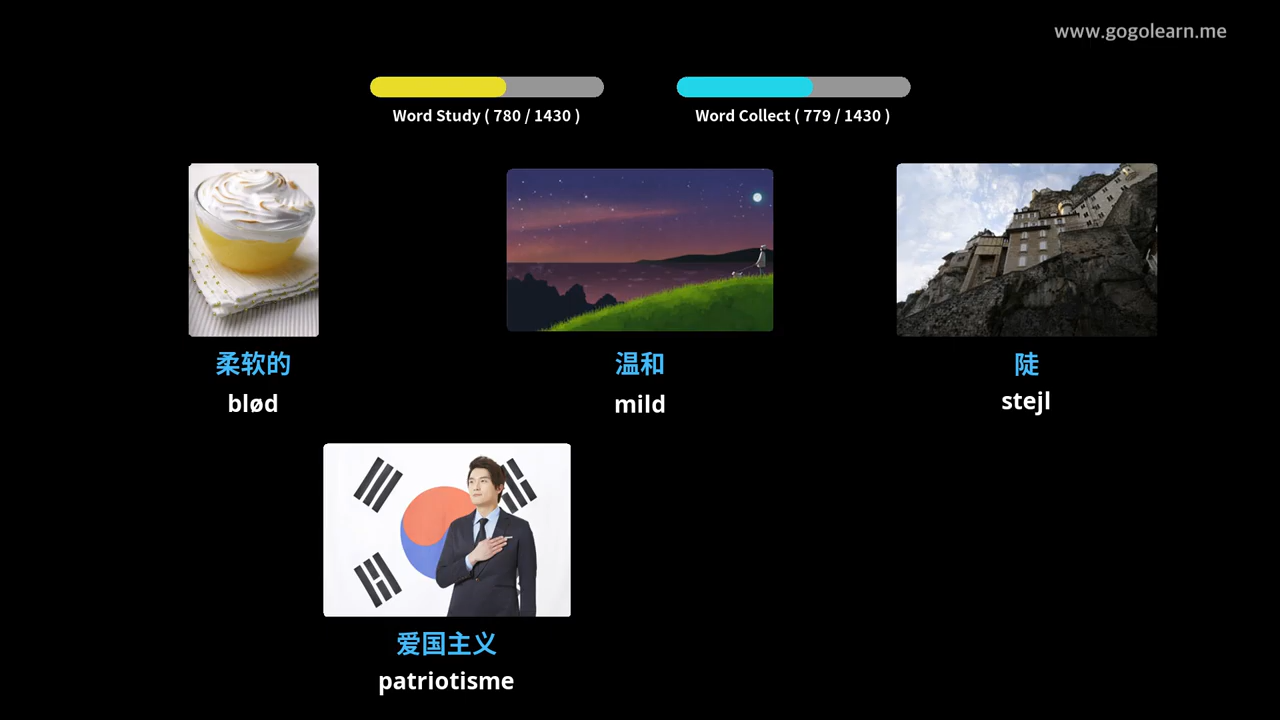 www.gogolearn.me
Word Study ( 780 / 1430 )
Word Collect ( 779 / 1430 )
柔软的
blød
温和
mild
陡
stejl
爱国主义
patriotisme